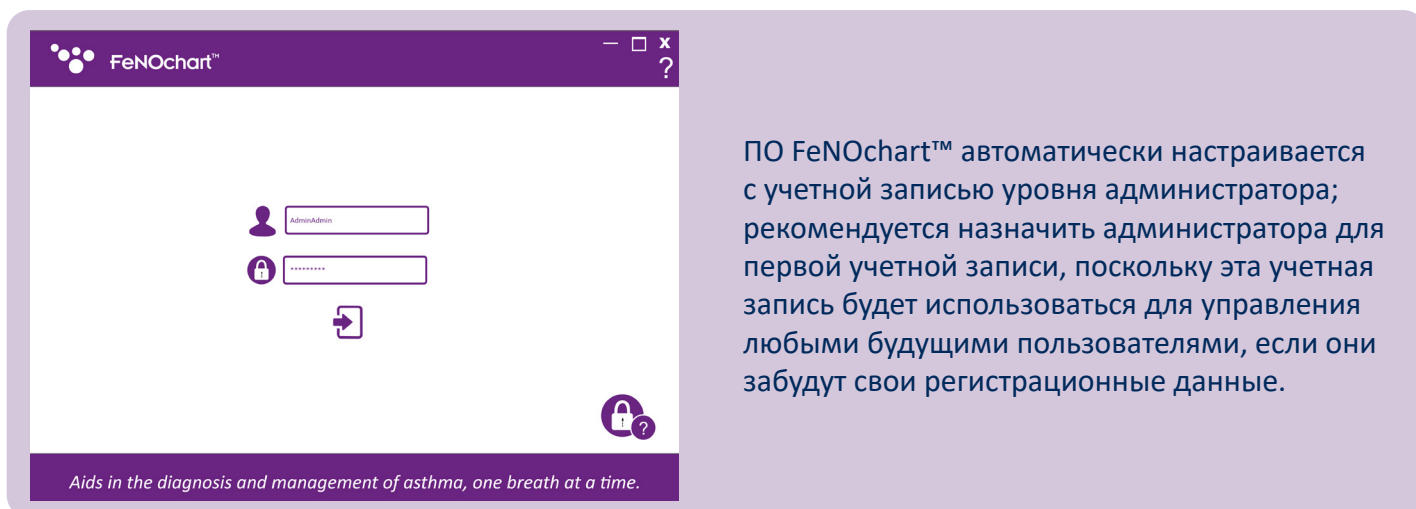 FeNOchart™
?
AdminAdmin
*********
?
Aids in the diagnosis and management of asthma, one breath at a time.
ПО FeNOchart™ автоматически настраивается
с учетной записью уровня администратора;
рекомендуется назначить администратора для
первой учетной записи, поскольку эта учетная
запись будет использоваться для управления
любыми будущими пользователями, если они
забудут свои регистрационные данные.